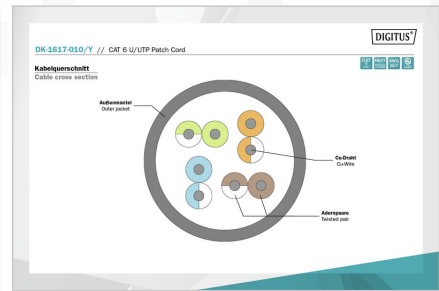 DIGITUS®
DK-1617-010/Y // CAT 6 U/UTP Patch Cord
Kabelquerschnitt
Cable cross section
Außenmantel
Outer jacket
Cu-Draht
Cu-Wire
Adernpaare
Twisted pair